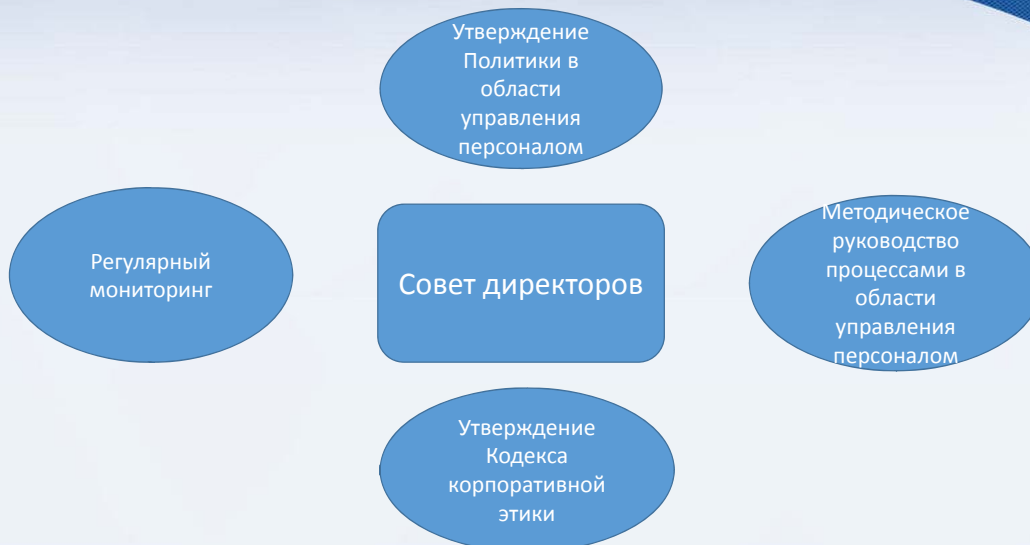 Утверждение
Политики в
области
управления
персоналом
Регулярный
мониторинг
Совет директоров
Методическое
руководство
процессами в
области
управления
персоналом
Утверждение
Кодекса
корпоративной
этики